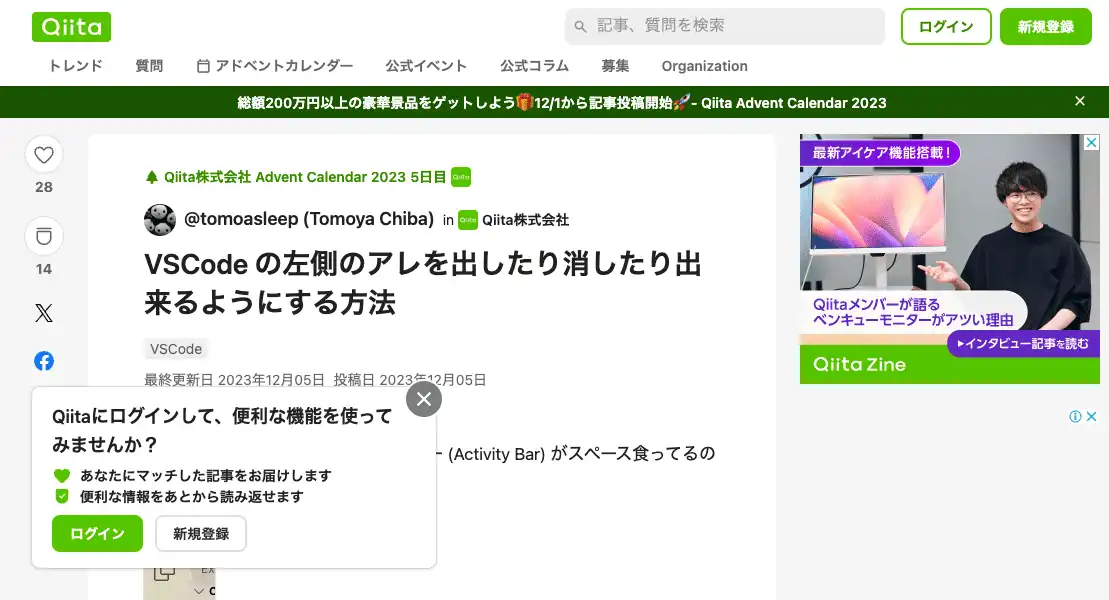 Qiita
記事、質問を検索
ログイン
新規登録
トレンド
質問
アドベントカレンダー
公式イベント
公式コラム
募集
Organization
総額200万円以上の豪華景品をゲットしよう🎁12/1から記事投稿開始🚀- Qiita Advent Calendar 2023
28
14
Qiita株式会社 Advent Calendar 2023 5日目
@tomoasleep (Tomoya Chiba) in Qiita株式会社
VSCode の左側のアレを出したり消したり出
来るようにする方法
VSCode
最終更新日 2023年12月05日 投稿日 2023年12月05日
ー (Activity Bar) がスペース食ってるの
Qiitaにログインして、便利な機能を使って
みませんか？
あなたにマッチした記事をお届けします
便利な情報をあとから読み返せます
ログイン
新規登録
最新アイケア機能搭載！
Qiitaメンバーが語る
ベンキューモニターがアツい理由
▶インタビュー記事を読む
Qiita Zine